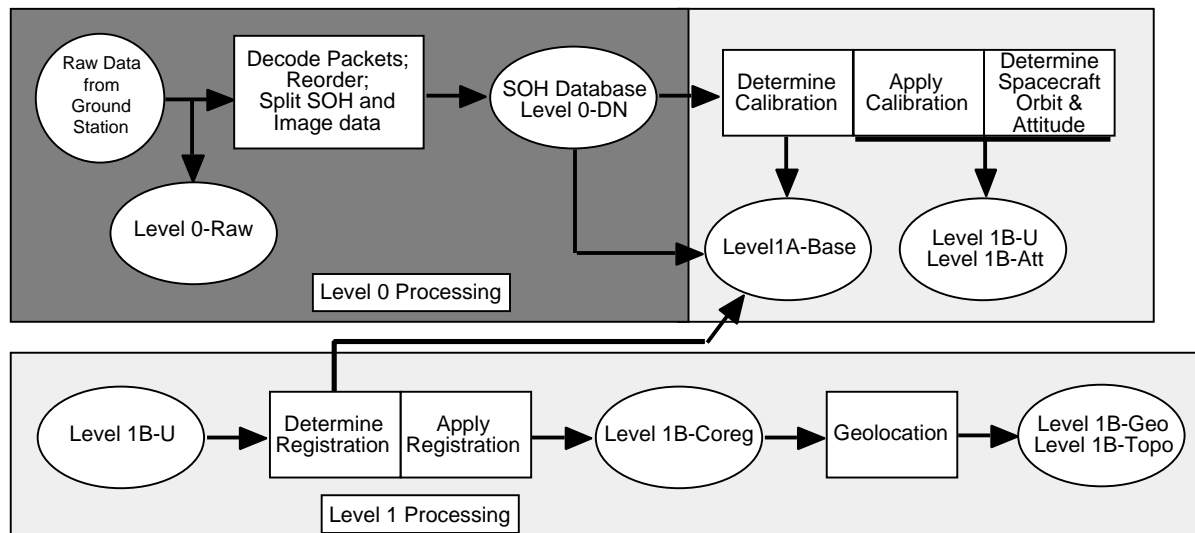 Raw Data
from
Ground
Station
Decode Packets;
Reorder;
Split SOH and
Image data
SOH Database
Level 0-DN
Determine
Calibration
Apply
Calibration
Determine
Spacecraft
Orbit &
Attitude
Level 0-Raw
Level1A-Base
Level 1B-U
Level 1B-Att
Level 0 Processing
Level 1B-U
Determine
Registration
Apply
Registration
Level 1B-Coreg
Geolocation
Level 1B-Geo
Level 1B-Topo
Level 1 Processing